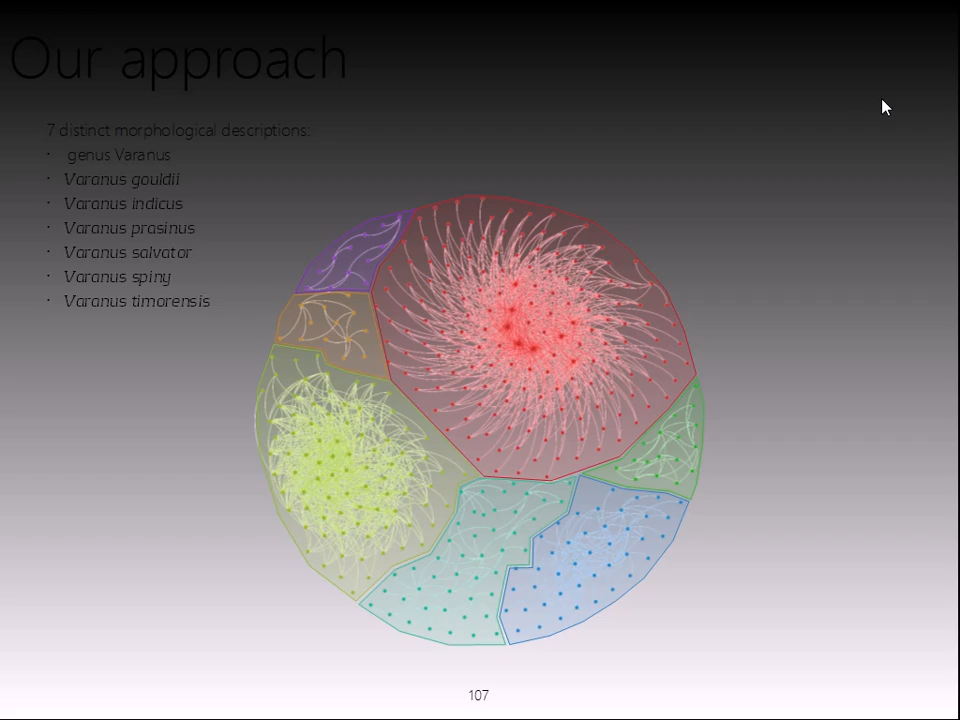 Our approach
7 distinct morphological descriptions:
• genus Varanus
• Varanus gouldii
• Varanus indicus
• Varanus prasinus
• Varanus salvator
• Varanus spiny
• Varanus timorensis
107